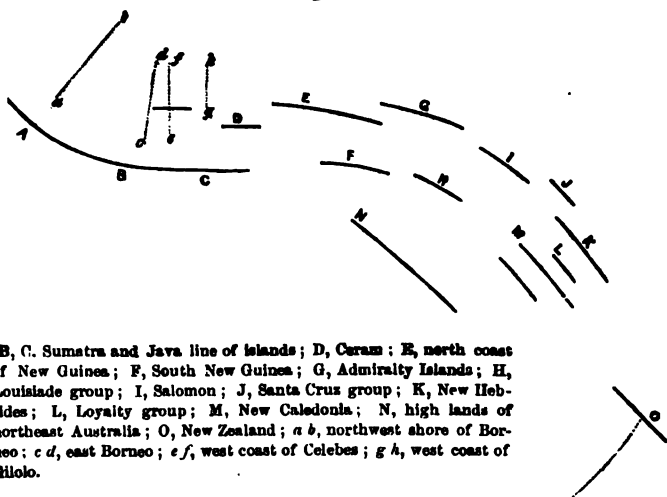 b
d f h
E G
a g D
c e
A F I
B C H J
N M L K
B, C. Sumatra and Java line of islands; D, Ceram; E, north coast
f New Guinea; F, South New Guinea; G, Admiralty Islands; H,
Louisiade group; I, Salomon; J, Santa Cruz group; K, New Heb-
ides; L, Loyalty group; M, New Caledonia; N, high lands of
ortheast Australia; O, New Zealand; a b, northwest shore of Bor-
eo; c d, east Borneo; e f, west coast of Celebes; g h, west coast of
ilolo.
O